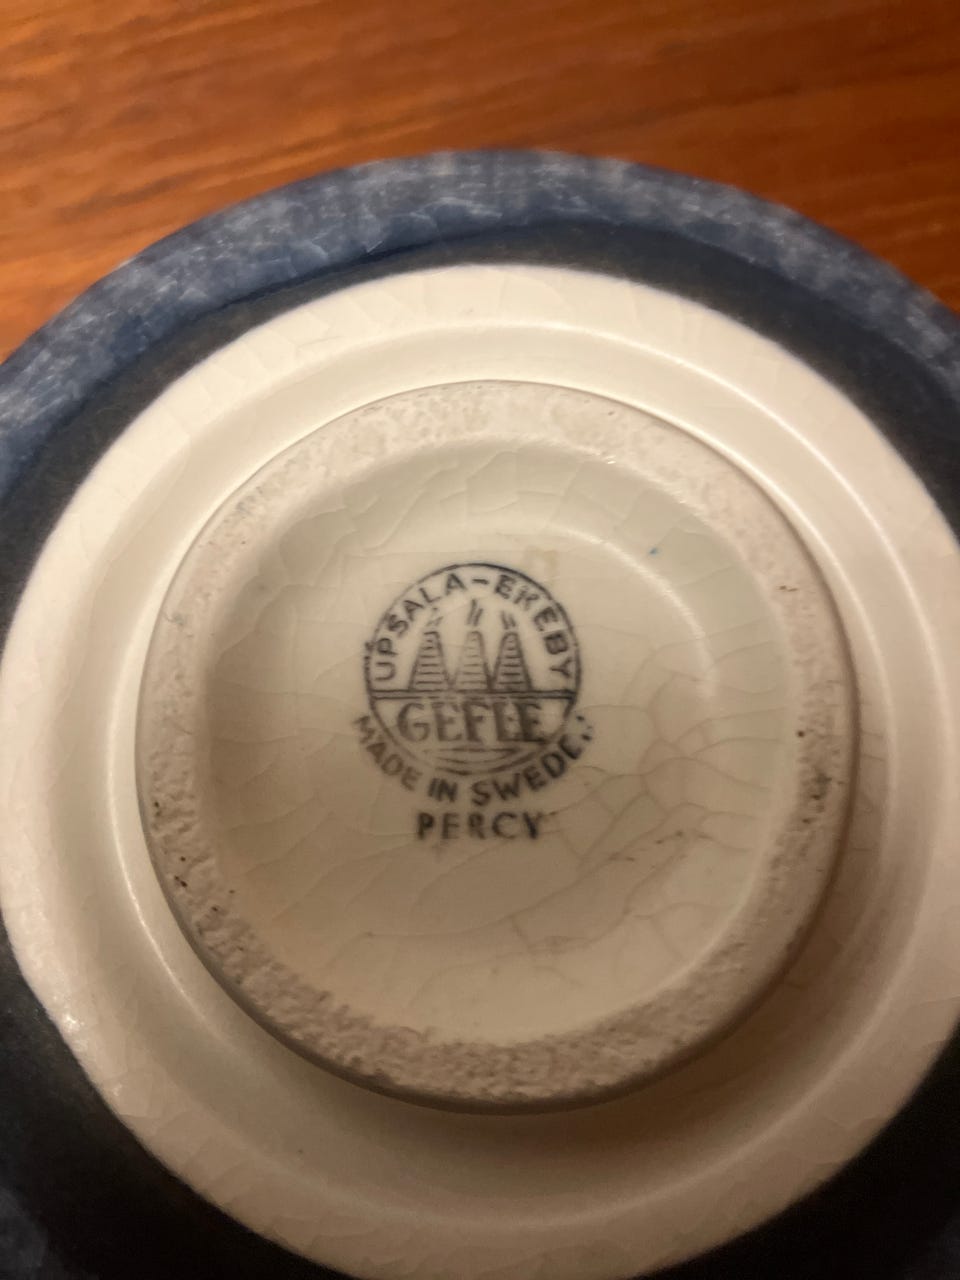 UPSALA-EKEBY
GEFLE
MADE IN SWEDEN
PERCY